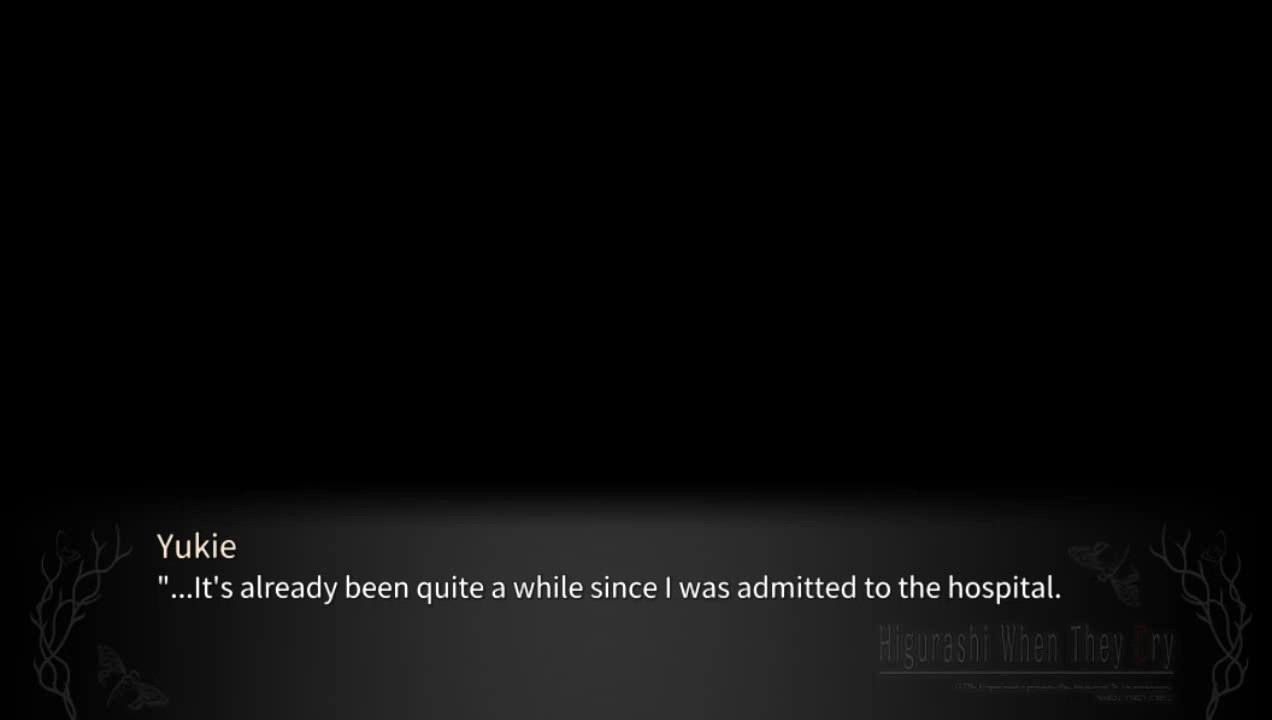 Yukie
"...It's already been quite a while since I was admitted to the hospital.
Higurashi When They Cry